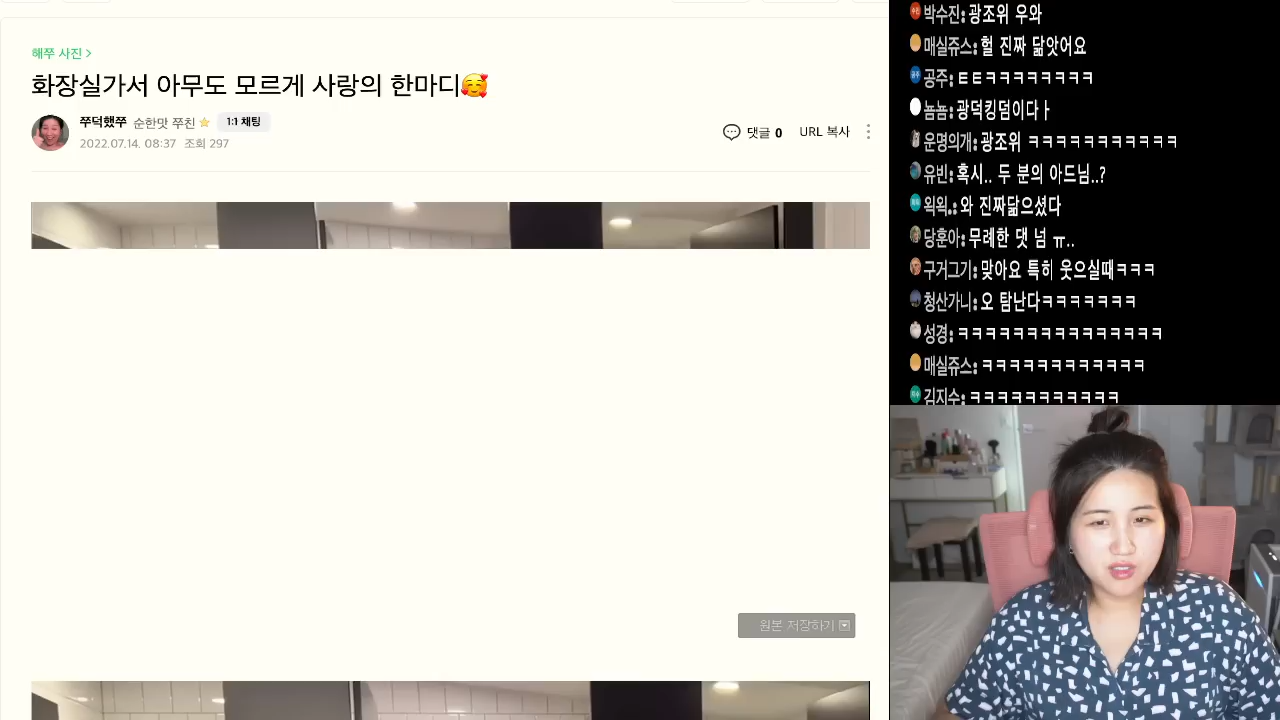 해쭈 사진 >
화장실가서 아무도 모르게 사랑의 한마디🥰
쭈덕했쭈 순한맛 쭈친 1:1 채팅
2022.07.14. 08:37 조회 297
댓글 0 URL 복사
원본 저장하기
박수진: 광조위 우와
매실쥬스: 헐 진짜 닮앗어요
공주: ㅌㅌㅋㅋㅋㅋㅋㅋㅋㅋ
뇸뇸: 광덕킹덤이다ㅏ
운명의개: 광조위 ㅋㅋㅋㅋㅋㅋㅋㅋㅋㅋㅋ
유빈: 혹시.. 두 분의 아드님..?
왹왹.: 와 진짜닮으셨다
당훈아: 무례한 댓 넘 ㅠ..
구거그기: 맞아요 특히 웃으실때ㅋㅋㅋ
청산가니: 오 탐난다ㅋㅋㅋㅋㅋㅋㅋ
성경: ㅋㅋㅋㅋㅋㅋㅋㅋㅋㅋㅋㅋㅋㅋㅋ
매실쥬스: ㅋㅋㅋㅋㅋㅋㅋㅋㅋㅋㅋㅋ
김지수: ㅋㅋㅋㅋㅋㅋㅋㅋㅋㅋㅋ